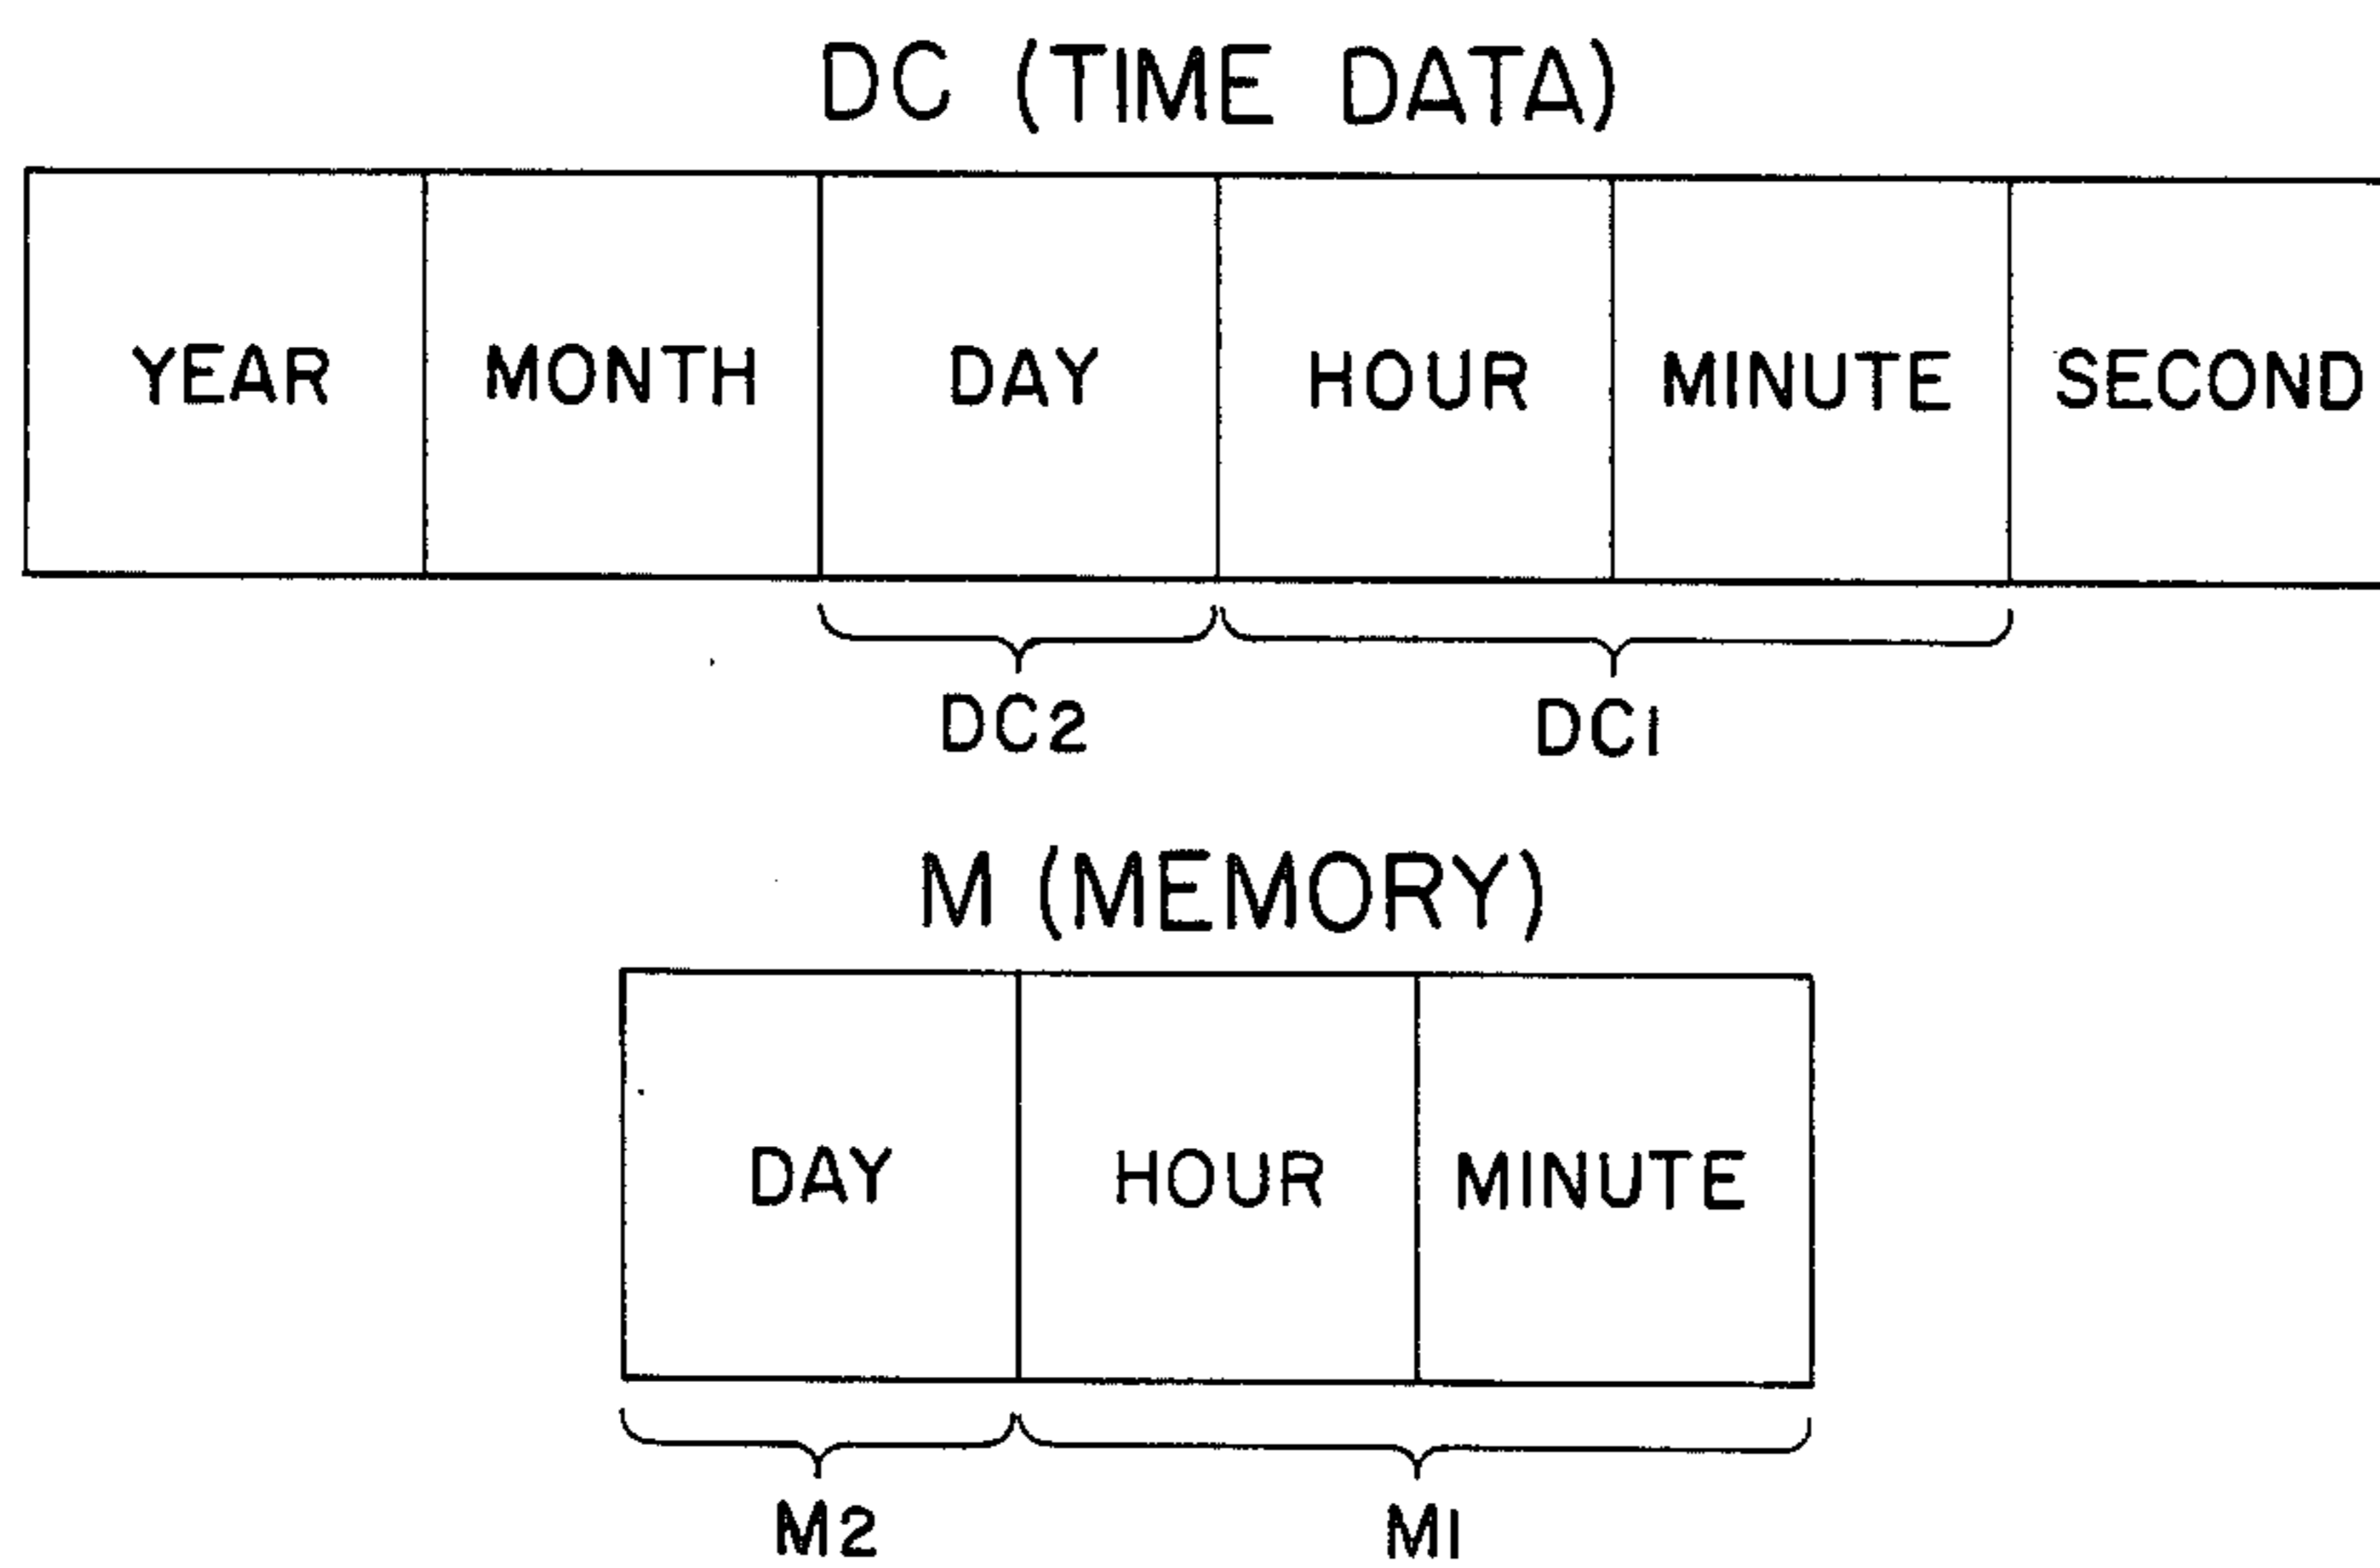 DC (TIME DATA)
YEAR MONTH DAY HOUR MINUTE SECOND
DC2 DC1
M (MEMORY)
DAY HOUR MINUTE
M2 M1